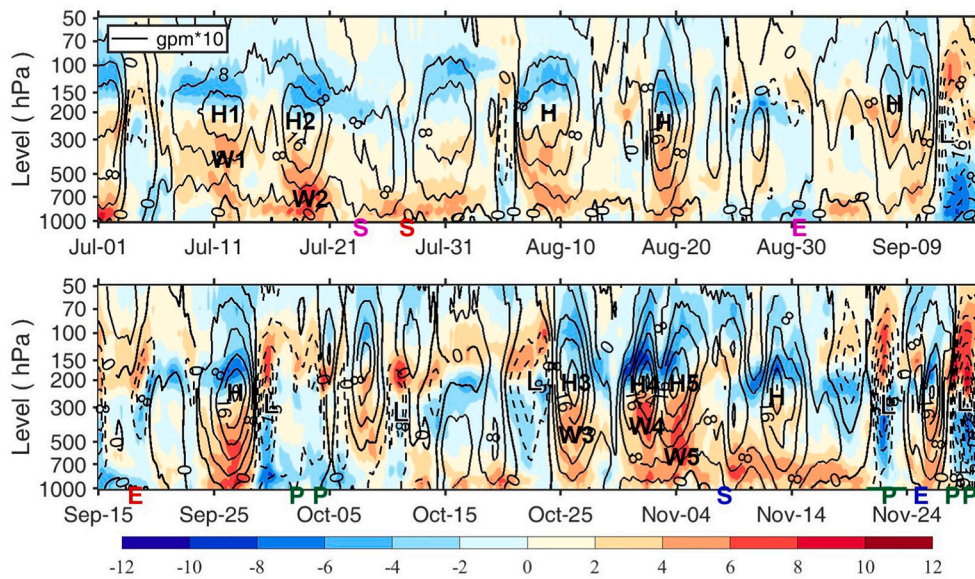 50
70
100
150
200
300
500
700
1000
Level ( hPa )
gpm*10
H1
H2
W1
W2
H
H
H
L
S
S
E
Jul-01 Jul-11 Jul-21 Jul-31 Aug-10 Aug-20 Aug-30 Sep-09
50
70
100
150
200
300
500
700
1000
Level ( hPa )
H
L
L
L
H3
W3
H4
H5
W4
W5
H
L
L
E P P S P E P P
Sep-15 Sep-25 Oct-05 Oct-15 Oct-25 Nov-04 Nov-14 Nov-24
-12 -10 -8 -6 -4 -2 0 2 4 6 8 10 12